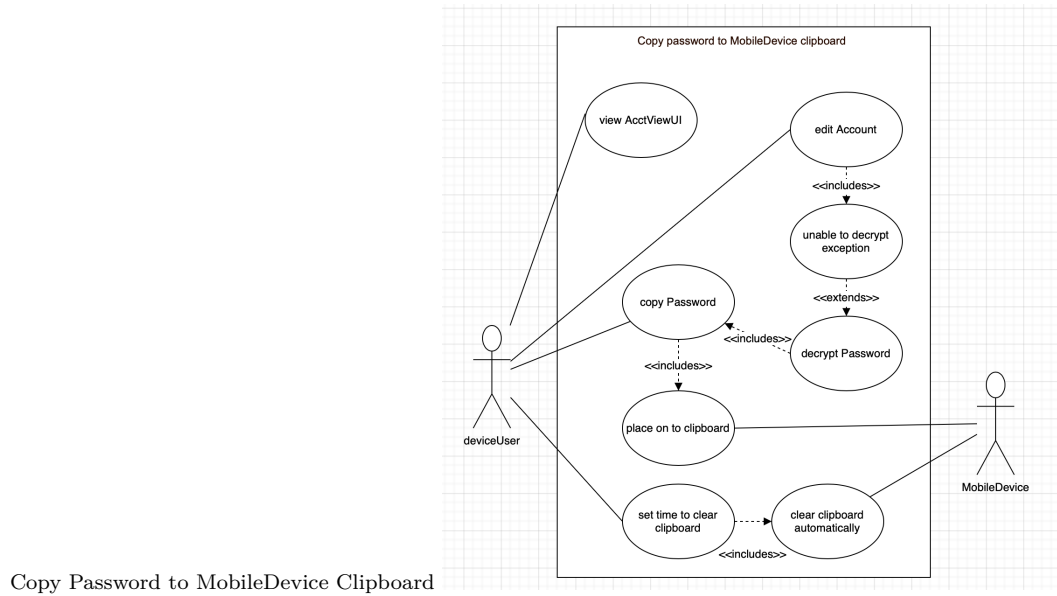 Copy password to MobileDevice clipboard
view AcctViewUI
edit Account
<<includes>>
unable to decrypt
exception
<<extends>>
copy Password
<<includes>>
decrypt Password
<<includes>>
place on to clipboard
deviceUser
MobileDevice
set time to clear
clipboard
clear clipboard
automatically
<<includes>>
Copy Password to MobileDevice Clipboard